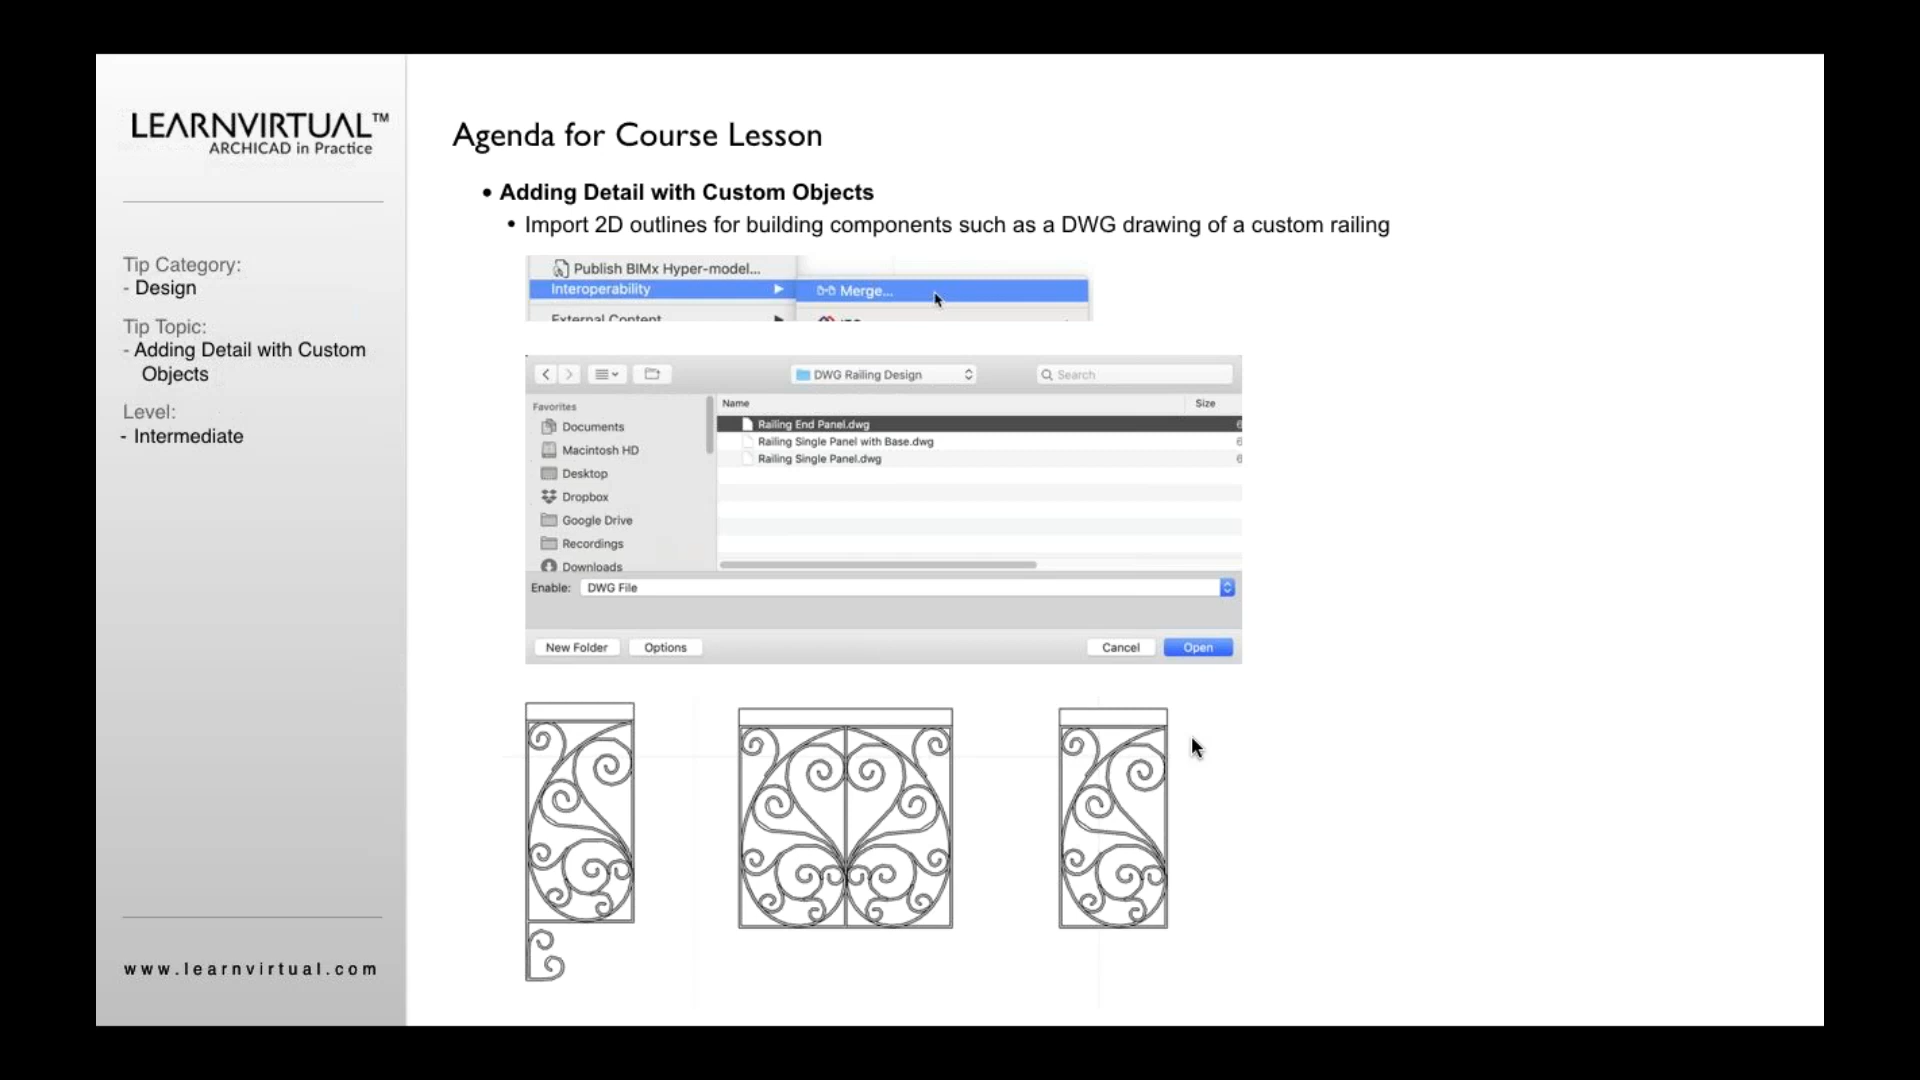 LEARNVIRTUAL™
ARCHICAD in Practice
Tip Category:
- Design
Tip Topic:
- Adding Detail with Custom
Objects
Level:
- Intermediate
www.learnvirtual.com
Agenda for Course Lesson
• Adding Detail with Custom Objects
• Import 2D outlines for building components such as a DWG drawing of a custom railing
Publish BIMx Hyper-model...
Interoperability
Merge...
External Content
DWG Railing Design
Search
Favorites
Documents
Macintosh HD
Desktop
Dropbox
Google Drive
Recordings
Downloads
Name
Size
Railing End Panel.dwg
Railing Single Panel with Base.dwg
Railing Single Panel.dwg
Enable:
DWG File
New Folder
Options
Cancel
Open